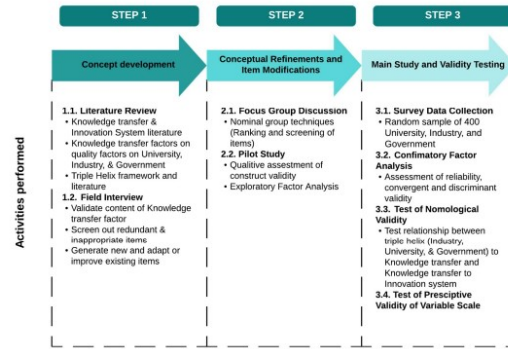 STEP 1
STEP 2
STEP 3
Concept development
Conceptual Refinements and
Item Modifications
Main Study and Validity Testing
Activities performed
1.1. Literature Review
• Knowledge transfer &
Innovation System literature
• Knowledge transfer factors on
quality factors on University,
Industry, & Government
• Triple Helix framework and
literature
1.2. Field Interview
• Validate content of Knowledge
transfer factor
• Screen out redundant &
inappropriate items
• Generate new and adapt or
improve existing items
2.1. Focus Group Discussion
• Nominal group techniques
(Ranking and screening of
items)
2.2. Pilot Study
• Qualitive assestment of
construct validity
• Exploratory Factor Analysis
3.1. Survey Data Collection
• Random sample of 400
University, Industry, and
Government
3.2. Confimatory Factor
Analysis
• Assessment of reliability,
convergent and discriminant
validity
3.3. Test of Nomological
Validity
• Test relationship between
triple helix (Industry,
University, & Government) to
Knowledge transfer and
Knowledge transfer to
Innovation system
3.4. Test of Presciptive
Validity of Variable Scale